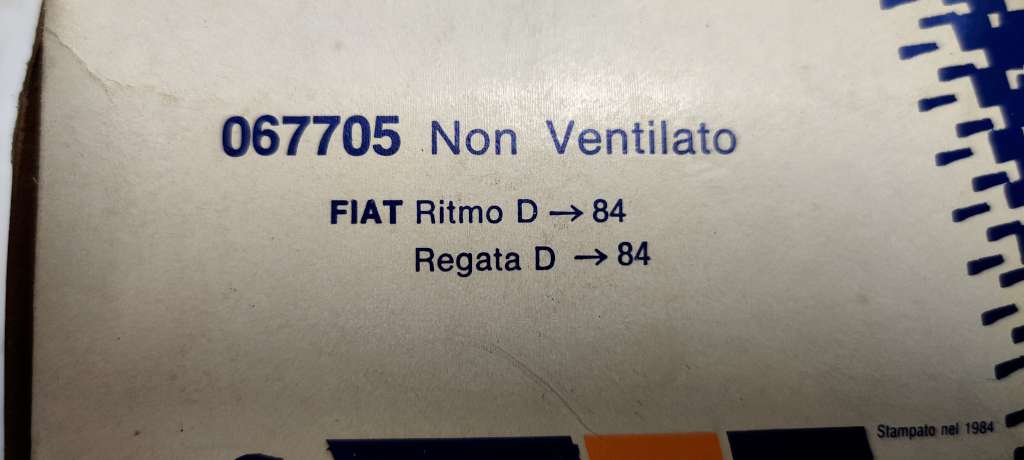 067705 Non Ventilato
FIAT Ritmo D → 84
Regata D → 84
Stampato nel 1984